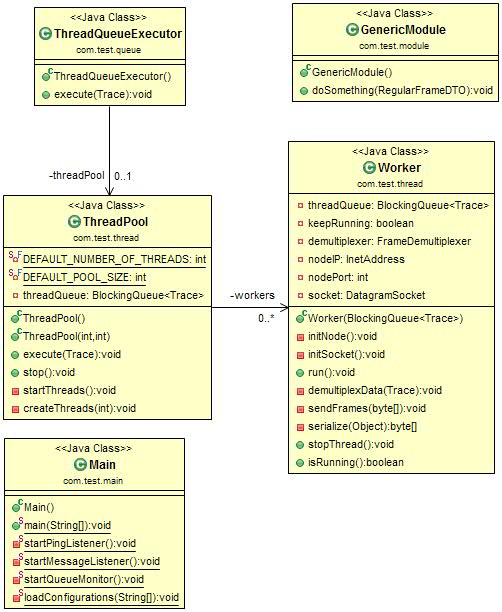 <<Java Class>>
ThreadQueueExecutor
com.test.queue
ThreadQueueExecutor()
execute(Trace):void
<<Java Class>>
GenericModule
com.test.module
GenericModule()
doSomething(RegularFrameDTO):void
-threadPool 0..1
<<Java Class>>
ThreadPool
com.test.thread
DEFAULT_NUMBER_OF_THREADS: int
DEFAULT_POOL_SIZE: int
threadQueue: BlockingQueue<Trace>
ThreadPool()
ThreadPool(int,int)
execute(Trace):void
stop():void
startThreads():void
createThreads(int):void
-workers
0..*
<<Java Class>>
Worker
com.test.thread
threadQueue: BlockingQueue<Trace>
keepRunning: boolean
demultiplexer: FrameDemultiplexer
nodeIP: InetAddress
nodePort: int
socket: DatagramSocket
Worker(BlockingQueue<Trace>)
initNode():void
initSocket():void
run():void
demultiplexData(Trace):void
sendFrames(byte[]):void
serialize(Object):byte[]
stopThread():void
isRunning():boolean
<<Java Class>>
Main
com.test.main
Main()
main(String[]):void
startPingListener():void
startMessageListener():void
startQueueMonitor():void
loadConfigurations(String[]):void